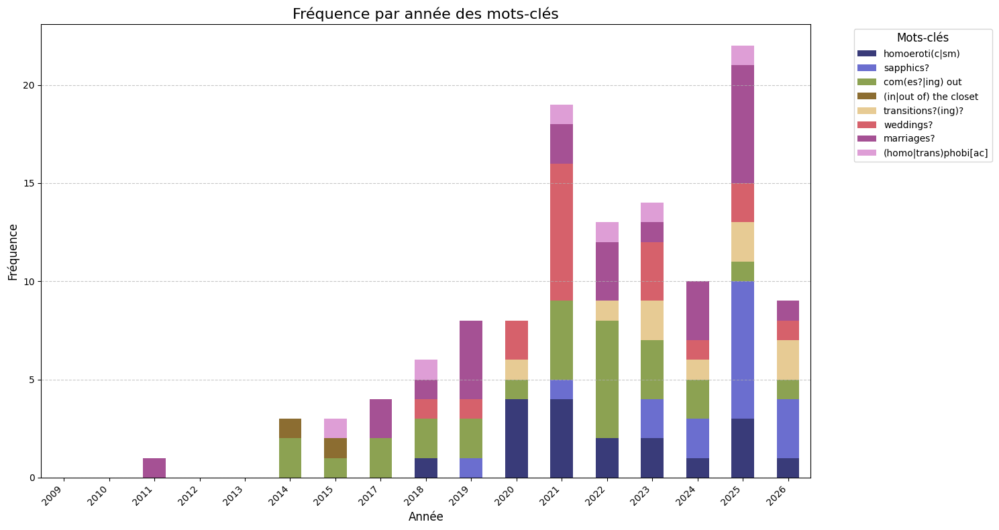 Fréquence par année des mots-clés
Mots-clés
homoeroti(c|sm)
sapphics?
com(es?|ing) out
(in|out of) the closet
transitions?(ing)?
weddings?
marriages?
(homo|trans)phobi[ac]
Fréquence
20
15
10
5
0
2009
2010
2011
2012
2013
2014
2015
2017
2018
2019
2020
2021
2022
2023
2024
2025
2026
Année